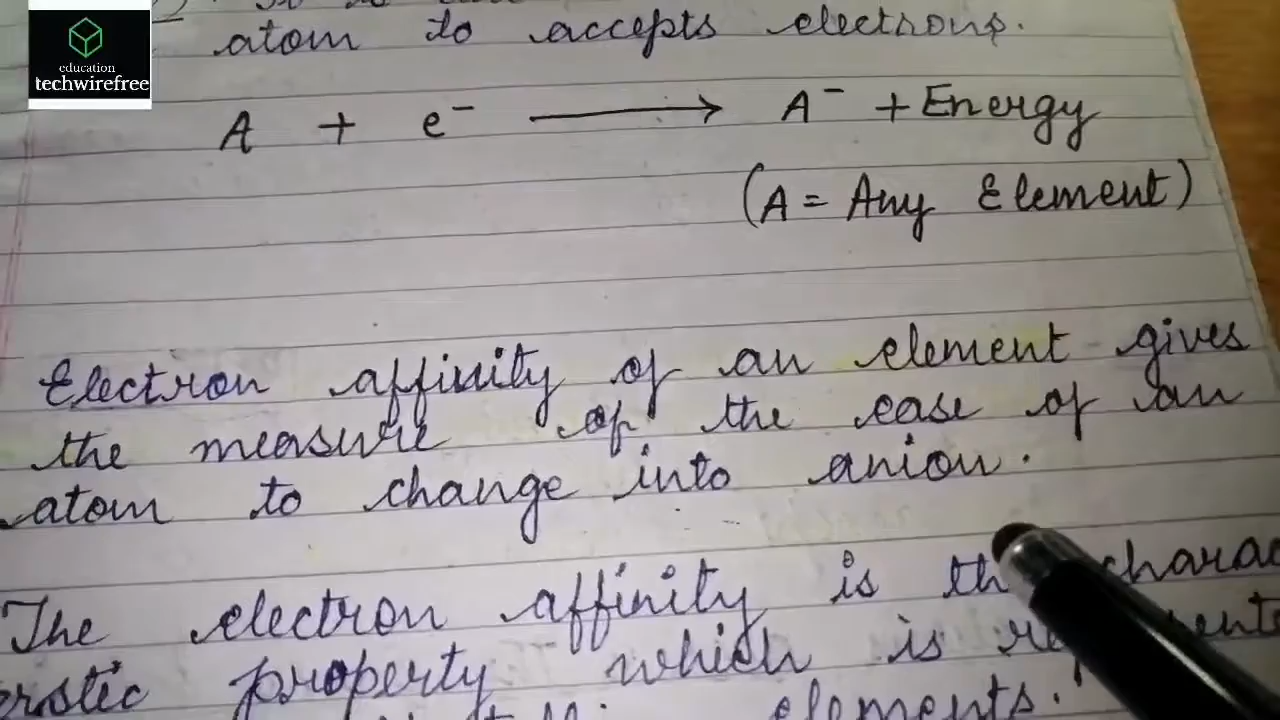 education
techwirefree
atom to accepts electrons.
A + e⁻ ⟶ A⁻ + Energy
(A = Any Element)
Electron affinity of an element gives
the measure of the ease of an
atom to change into anion.
The electron affinity is charac
property which is
elements.